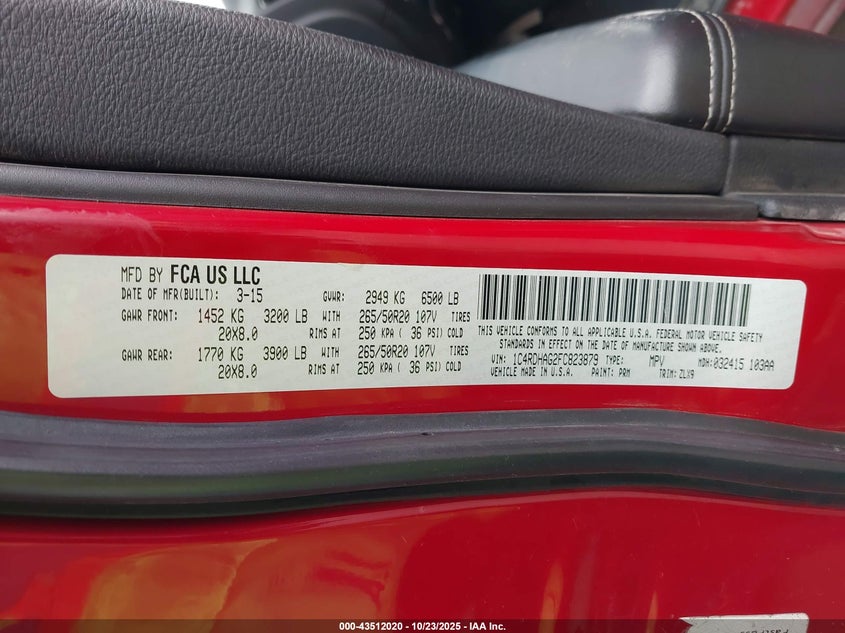 MFD BY FCA US LLC
DATE OF MFR(BUILT): 3-15 GVWR: 2949 KG 6500 LB
GAWR FRONT: 1452 KG 3200 LB WITH 265/50R20 107V TIRES
20X8.0 RIMS AT 250 KPA ( 36 PSI) COLD
GAWR REAR: 1770 KG 3900 LB WITH 265/50R20 107V TIRES
20X8.0 RIMS AT 250 KPA ( 36 PSI) COLD
THIS VEHICLE CONFORMS TO ALL APPLICABLE U.S.A. FEDERAL MOTOR VEHICLE SAFETY
STANDARDS IN EFFECT ON THE DATE OF MANUFACTURE SHOWN ABOVE.
VIN: 1C4RDHAG2FC823879 TYPE: MPV MDH:032415 103AA
VEHICLE MADE IN U.S.A. PAINT: PRM TRIM: ZLX9
000-43512020 - 10/23/2025 - IAA Inc.